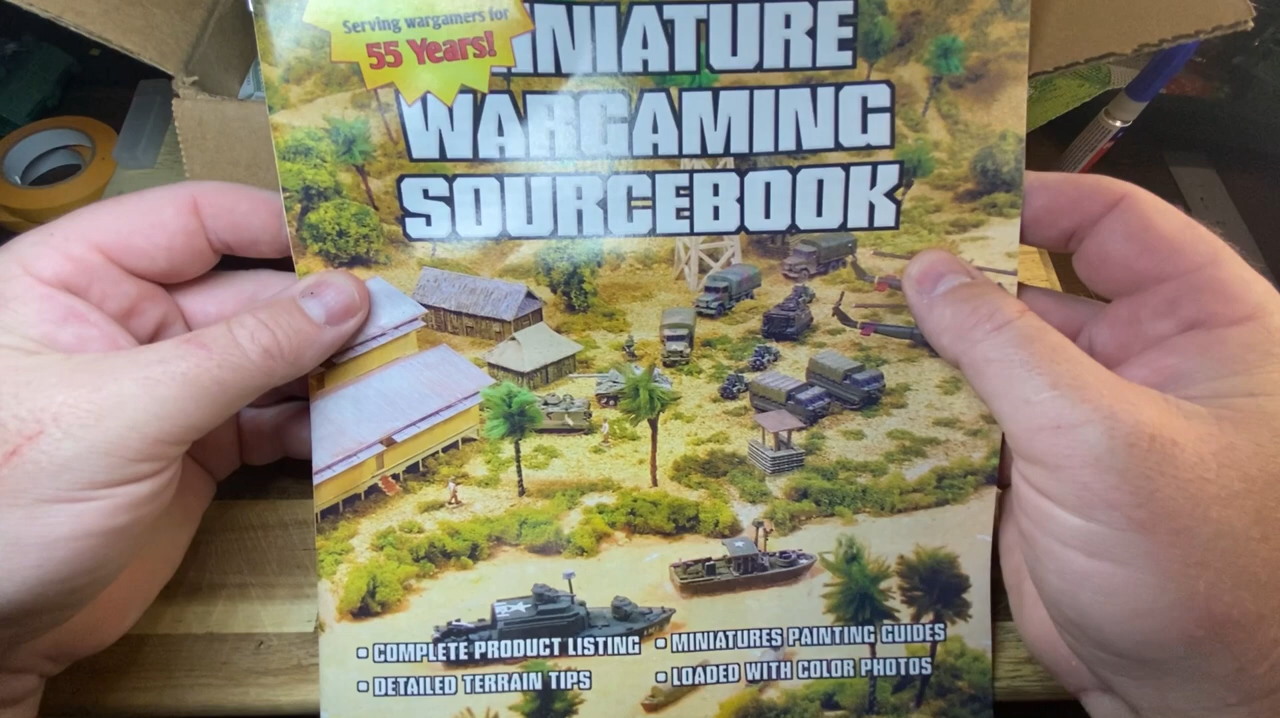 Serving wargamers for
55 Years!
INIATURE
WARGAMING
SOURCEBOOK
• COMPLETE PRODUCT LISTING
• DETAILED TERRAIN TIPS
• MINIATURES PAINTING GUIDES
• LOADED WITH COLOR PHOTOS